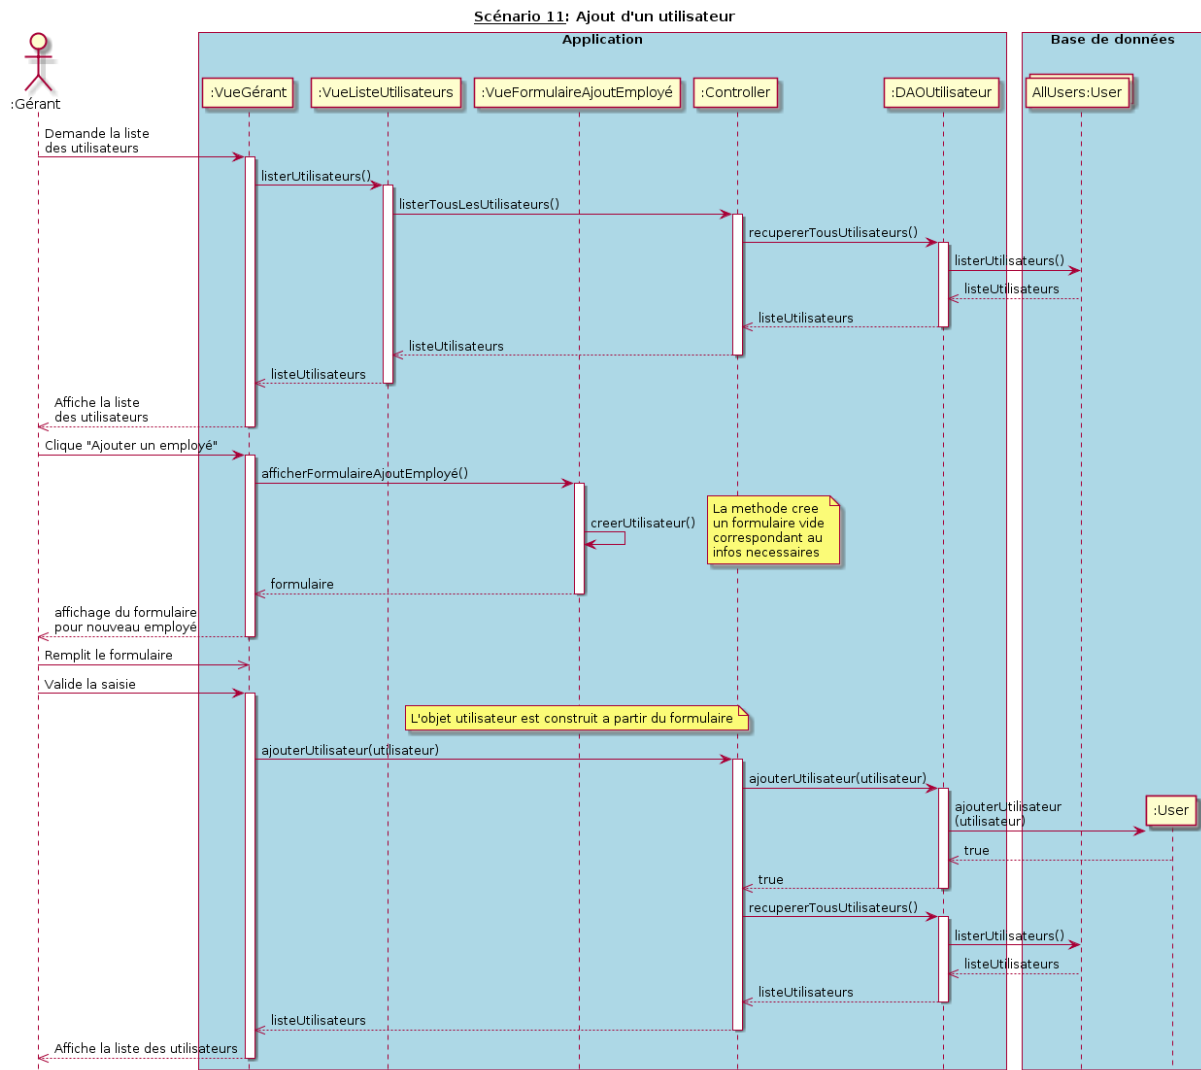 Scénario 11: Ajout d'un utilisateur
Application
Base de données
:Gérant
:VueGérant
:VueListeUtilisateurs
:VueFormulaireAjoutEmployé
:Controller
:DAOUtilisateur
AllUsers:User
Demande la liste
des utilisateurs
listerUtilisateurs()
listerTousLesUtilisateurs()
recupererTousUtilisateurs()
listerUtilisateurs()
listeUtilisateurs
listeUtilisateurs
listeUtilisateurs
listeUtilisateurs
Affiche la liste
des utilisateurs
Clique "Ajouter un employé"
afficherFormulaireAjoutEmployé()
creerUtilisateur()
La methode cree
un formulaire vide
correspondant au
infos necessaires
formulaire
affichage du formulaire
pour nouveau employé
Remplit le formulaire
Valide la saisie
L'objet utilisateur est construit a partir du formulaire
ajouterUtilisateur(utilisateur)
ajouterUtilisateur(utilisateur)
ajouterUtilisateur
(utilisateur)
:User
true
true
recupererTousUtilisateurs()
listerUtilisateurs()
listeUtilisateurs
listeUtilisateurs
listeUtilisateurs
Affiche la liste des utilisateurs